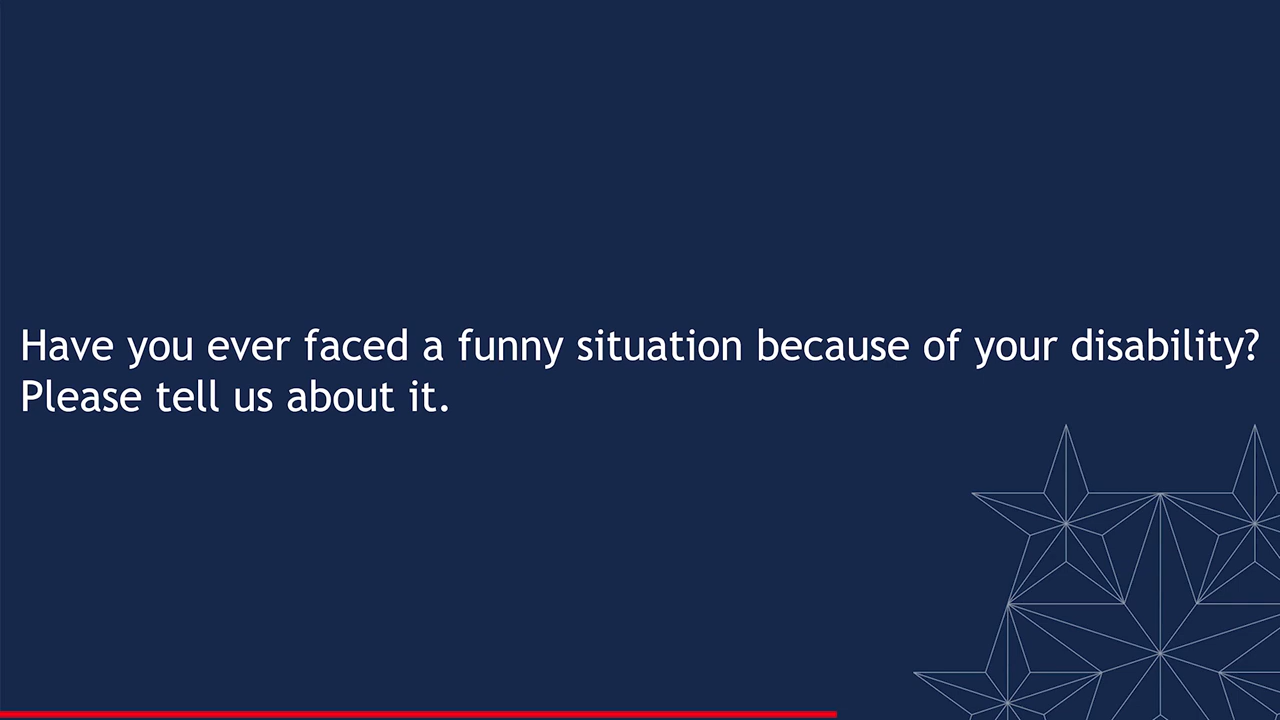 Have you ever faced a funny situation because of your disability?
Please tell us about it.